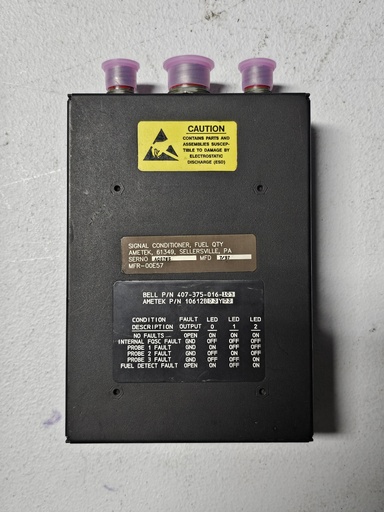 CAUTION
CONTAINS PARTS AND
ASSEMBLIES SUSCEP-
TIBLE TO DAMAGE BY
ELECTROSTATIC
DISCHARGE (ESD)
SIGNAL CONDITIONER, FUEL QTY
AMETEK, 61349, SELLERSVILLE, PA
SERNO MFD
MFR-00E57
BELL P/N 407-375-016-
AMETEK P/N 10612
CONDITION FAULT LED LED LED
DESCRIPTION OUTPUT 0 1 2
NO FAULTS OPEN ON ON ON
INTERNAL FQSC FAULT GND OFF OFF OFF
PROBE 1 FAULT GND ON OFF OFF
PROBE 2 FAULT GND OFF ON OFF
PROBE 3 FAULT GND OFF OFF ON
FUEL DETECT FAULT OPEN ON OFF ON